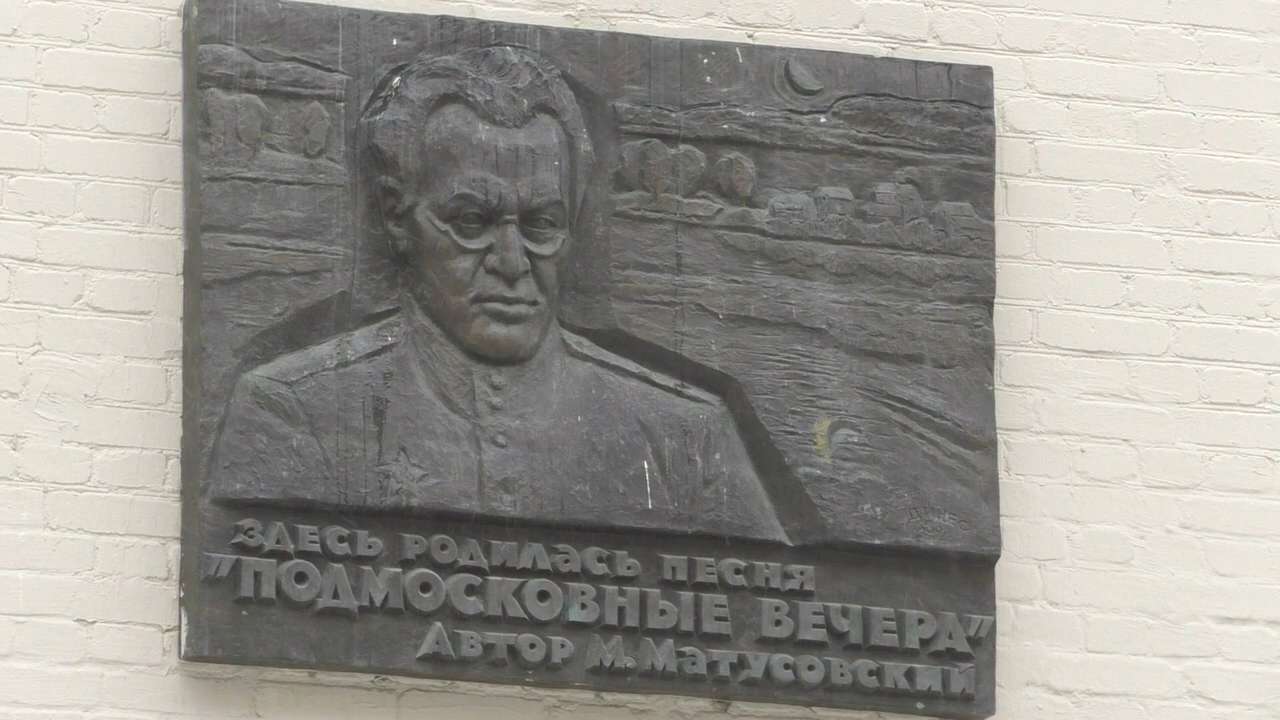 Здесь родилась песня
"ПОДМОСКОВНЫЕ ВЕЧЕРА"
Автор М. Матусовский